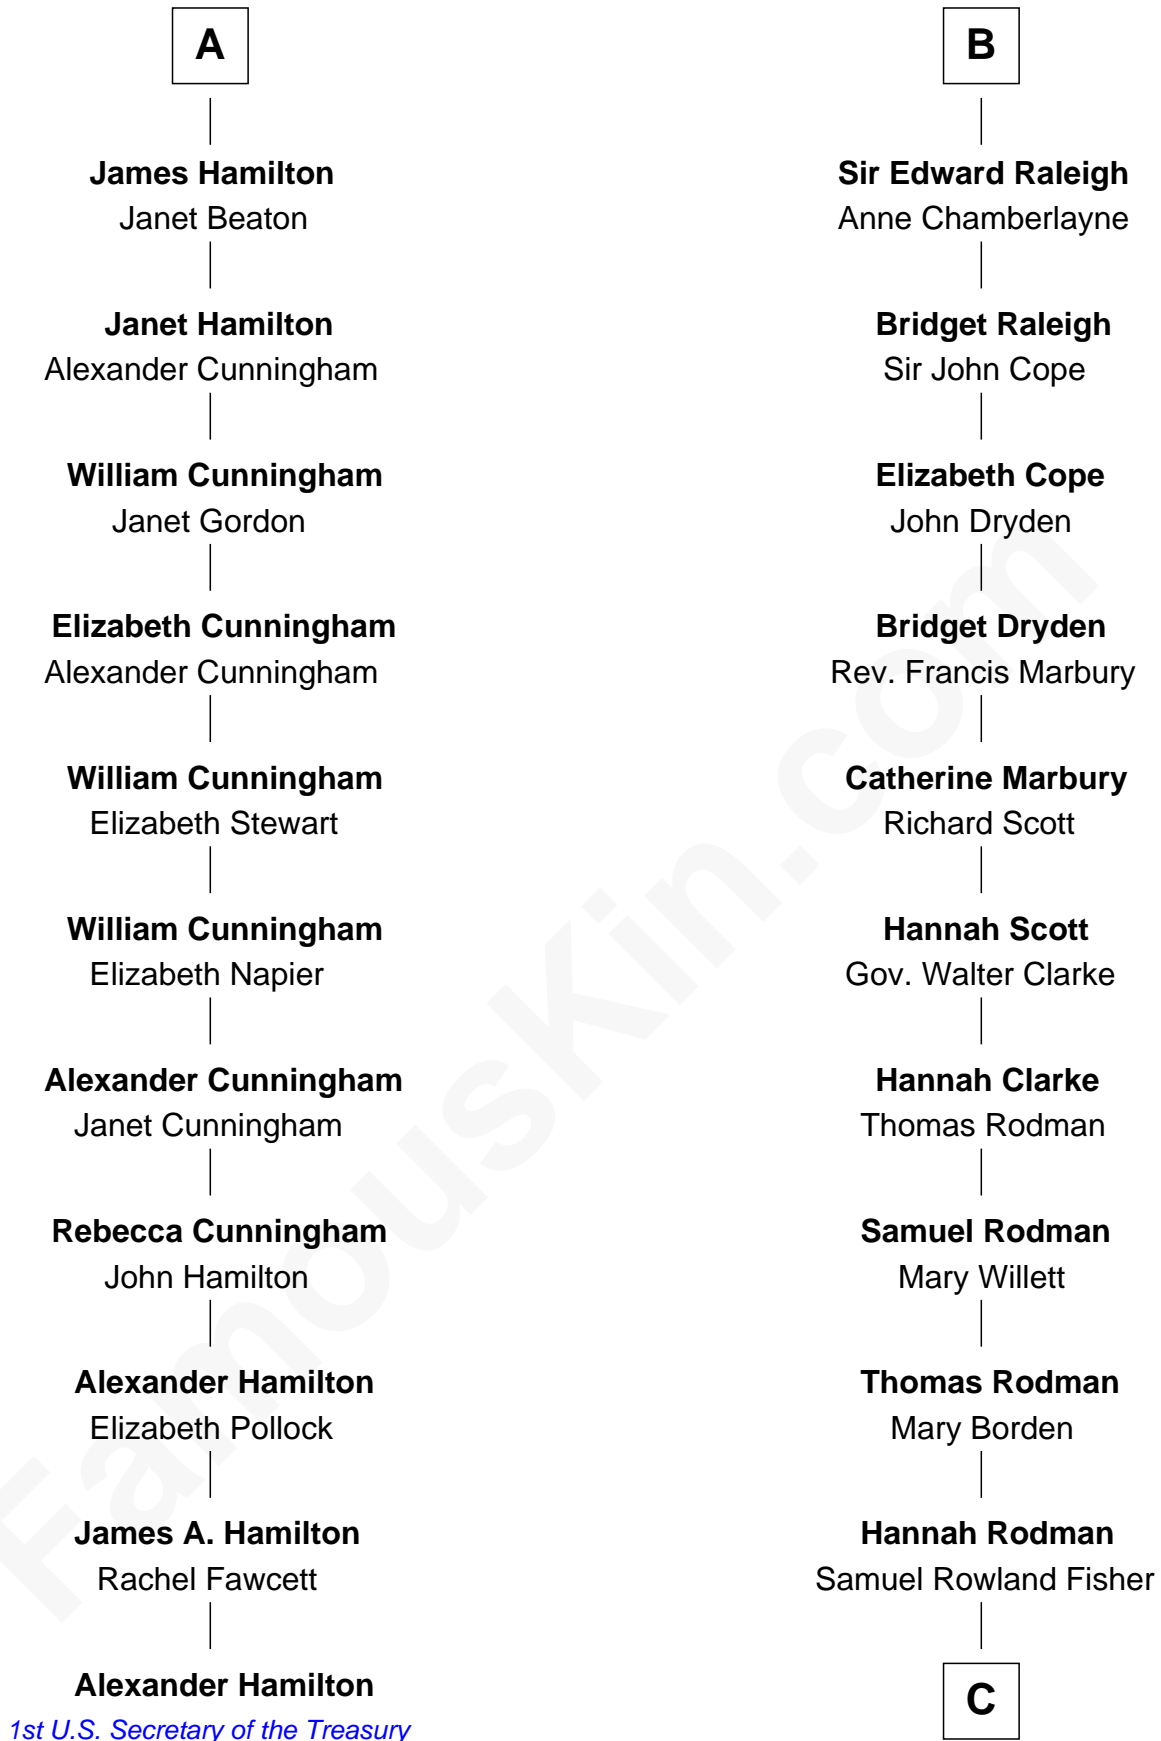 A
James Hamilton
Janet Beaton
Janet Hamilton
Alexander Cunningham
William Cunningham
Janet Gordon
Elizabeth Cunningham
Alexander Cunningham
William Cunningham
Elizabeth Stewart
William Cunningham
Elizabeth Napier
Alexander Cunningham
Janet Cunningham
Rebecca Cunningham
John Hamilton
Alexander Hamilton
Elizabeth Pollock
James A. Hamilton
Rachel Fawcett
Alexander Hamilton
1st U.S. Secretary of the Treasury
B
Sir Edward Raleigh
Anne Chamberlayne
Bridget Raleigh
Sir John Cope
Elizabeth Cope
John Dryden
Bridget Dryden
Rev. Francis Marbury
Catherine Marbury
Richard Scott
Hannah Scott
Gov. Walter Clarke
Hannah Clarke
Thomas Rodman
Samuel Rodman
Mary Willett
Thomas Rodman
Mary Borden
Hannah Rodman
Samuel Rowland Fisher
C
FamousKin.com